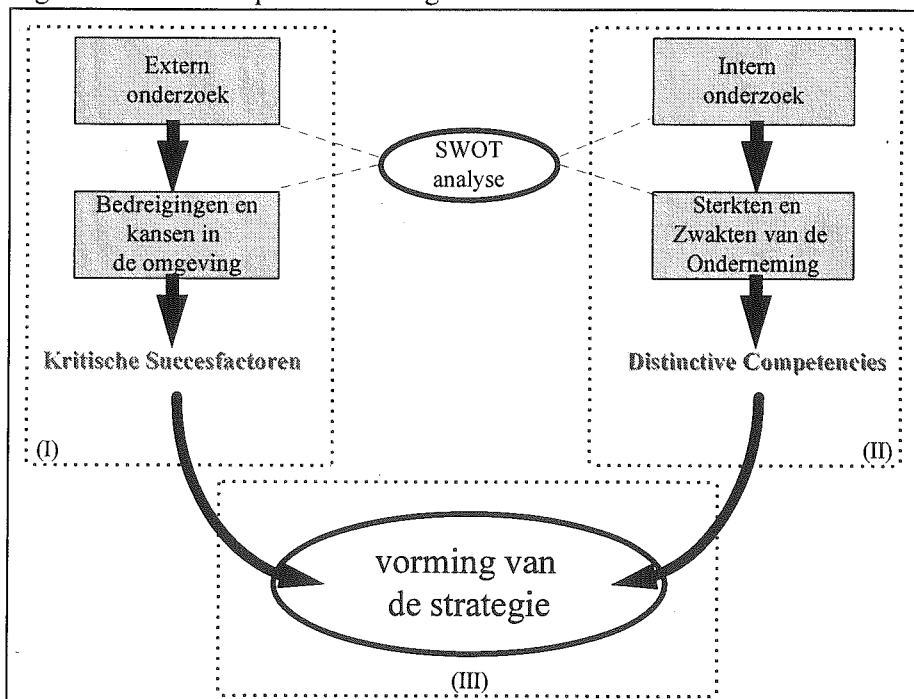 Extern
onderzoek
Bedreigingen en
kansen in
de omgeving
Kritische Succesfactoren
(I)
SWOT
analyse
Intern
onderzoek
Sterkten en
Zwakten van de
Onderneming
Distinctive Competencies
(II)
vorming van
de strategie
(III)